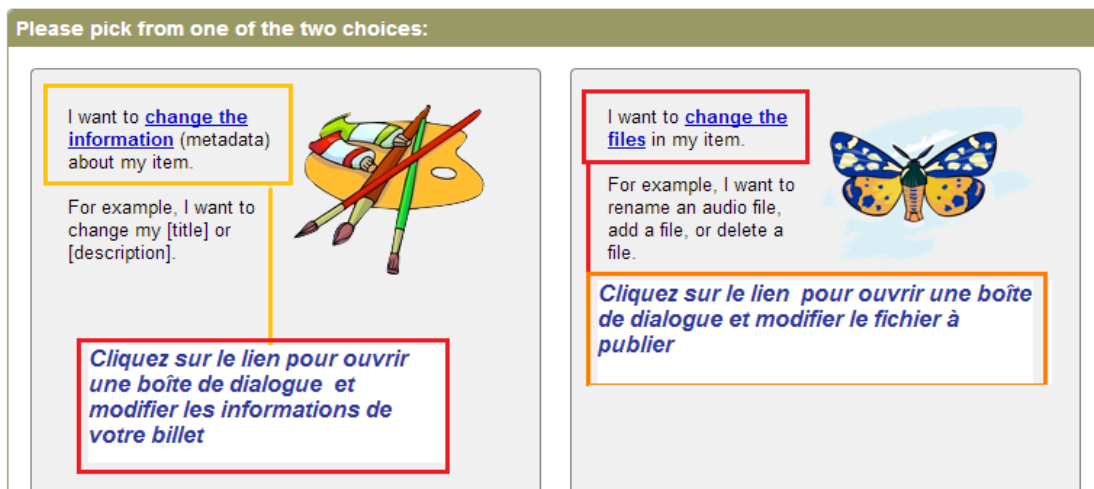 Please pick from one of the two choices:
I want to change the
information (metadata)
about my item.
For example, I want to
change my [title] or
[description].
Cliquez sur le lien pour ouvrir
une boîte de dialogue et
modifier les informations de
votre billet
I want to change the
files in my item.
For example, I want to
rename an audio file,
add a file, or delete a
file.
Cliquez sur le lien pour ouvrir une boîte
de dialogue et modifier le fichier à
publier